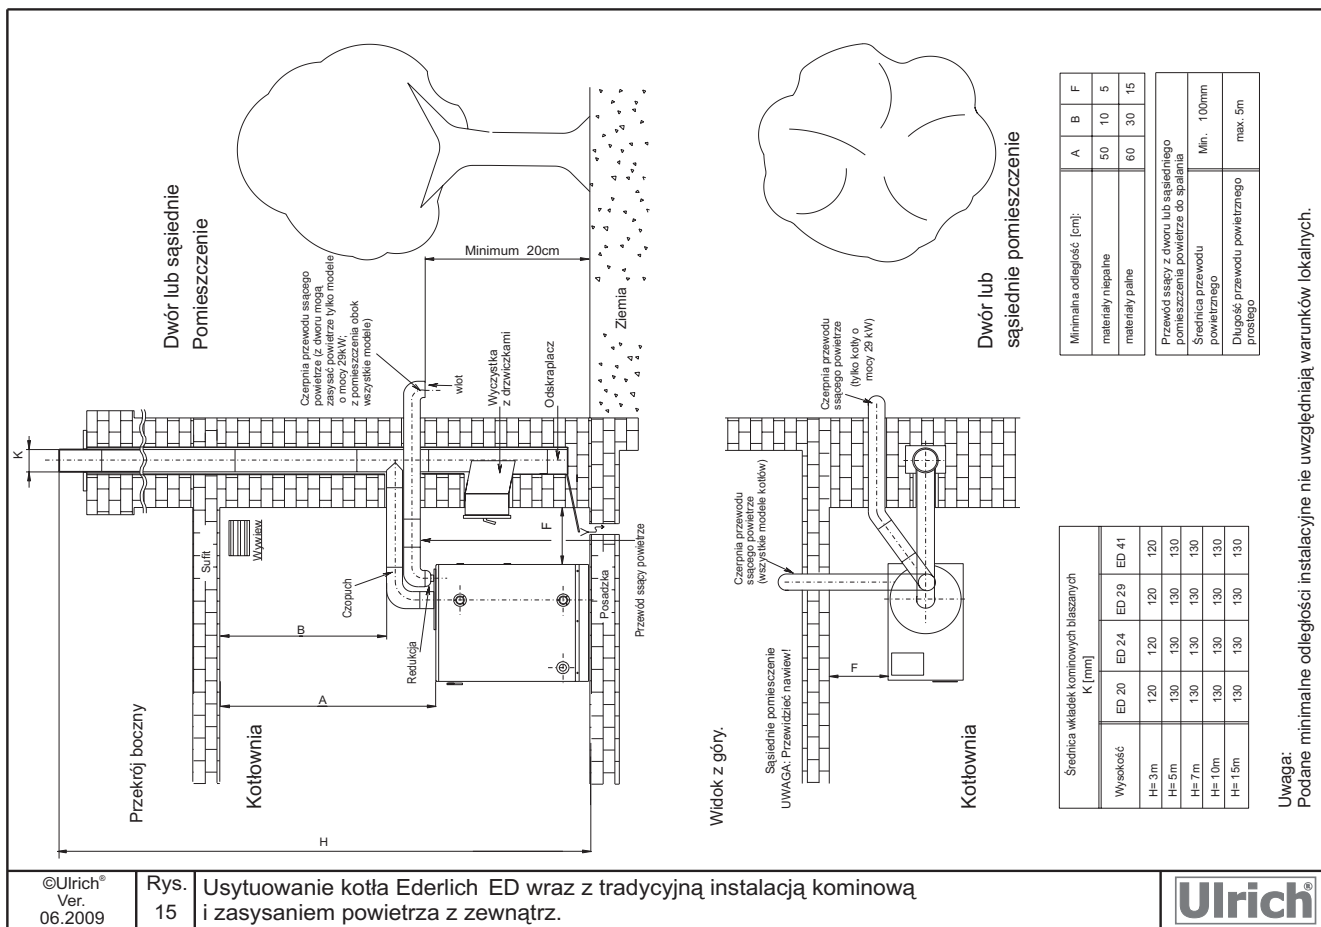 Przekrój boczny
Dwór lub sąsiednie
Pomieszczenie
Kotłownia
H
K
Sufit
Wywiew
B
A
Czopuch
Redukcja
F
Czerpnia przewodu ssącego
powietrze (z dworu mogą
zasysać powietrze tylko modele
o mocy 29kW;
z pomieszczenia obok
wszystkie modele)
wlot
Wyczystka
z drzwiczkami
Odskraplacz
Minimum 20cm
Ziemia
Posadzka
Przewód ssący powietrze
Widok z góry.
Sąsiednie pomiesczenie
UWAGA: Przewidzieć nawiew!
Czerpnia przewodu
ssącego powietrze
(wszystkie modele kotłów)
Czerpnia przewodu
ssącego powietrze
(tylko kotły o
mocy 29 kW)
F
Kotłownia
Dwór lub
sąsiednie pomieszczenie
Minimalna odległość [cm]: A B F
materiały niepalne 50 10 5
materiały palne 60 30 15
Przewód ssący z dworu lub sąsiedniego
pomieszczenia powietrze do spalania
Średnica przewodu Min. 100mm
powietrznego
Długość przewodu powietrznego max. 5m
prostego
Średnica wkładek kominowych blaszanych
K [mm]
Wysokość ED 20 ED 24 ED 29 ED 41
H= 3m 120 120 120 120
H= 5m 130 130 130 130
H= 7m 130 130 130 130
H= 10m 130 130 130 130
H= 15m 130 130 130 130
Uwaga:
Podane minimalne odległości instalacyjne nie uwzględniają warunków lokalnych.
©Ulrich®
Ver.
06.2009
Rys.
15
Usytuowanie kotła Ederlich ED wraz z tradycyjną instalacją kominową
i zasysaniem powietrza z zewnątrz.
Ulrich®